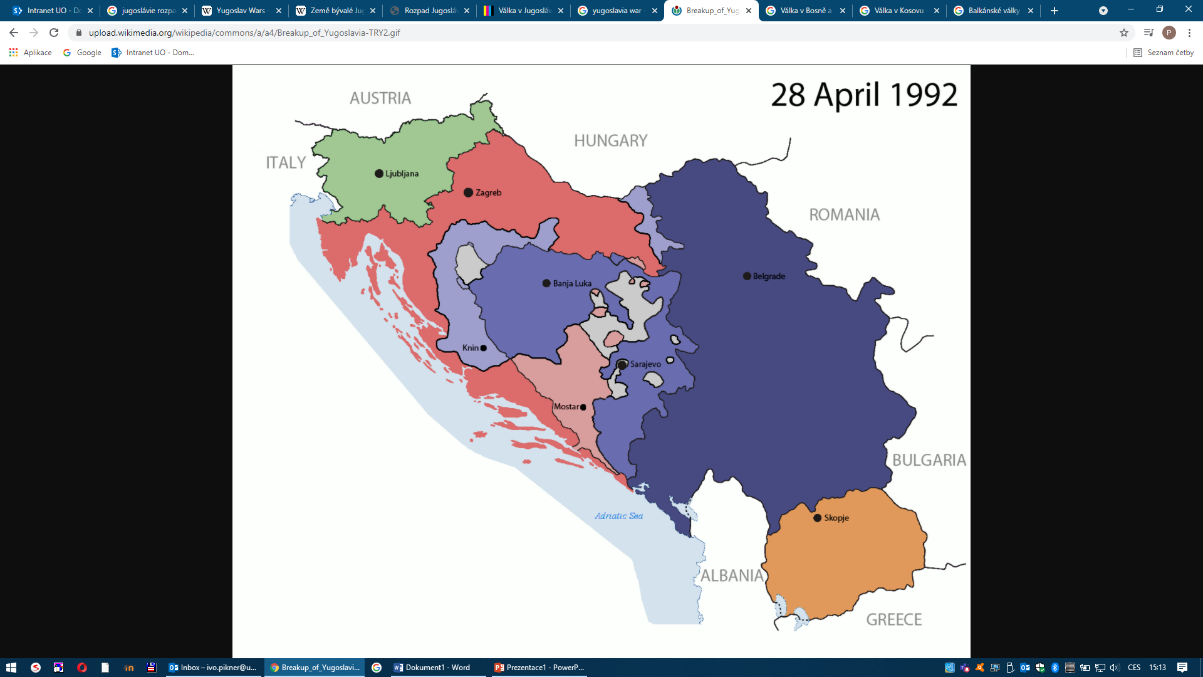 Intranet UO - Do
jugoslávie rozpa
Yugoslav Wars
Země bývalé Jug
Rozpad Jugoslá
Válka v Jugosláv
yugoslavia war
Breakup_of_Yug
Válka v Bosně a
Válka v Kosovu
Balkánské války
upload.wikimedia.org/wikipedia/commons/a/a4/Breakup_of_Yugoslavia-TRY2.gif
P
Aplikace
Google
Intranet UO - Dom...
Seznam četby
28 April 1992
AUSTRIA
HUNGARY
ITALY
Ljubljana
Zagreb
ROMANIA
Belgrade
Banja Luka
Knin
Sarajevo
Mostar
BULGARIA
Adriatic Sea
Skopje
ALBANIA
GREECE
Inbox – ivo.pikner@u...
Breakup_of_Yugoslavi...
Dokument1 - Word
Prezentace1 - PowerP...
CES
15:13